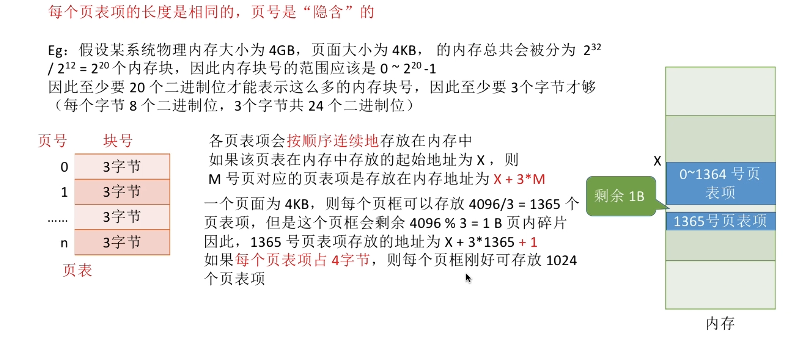 每个页表项的长度是相同的，页号是“隐含”的
Eg：假设某系统物理内存大小为 4GB，页面大小为 4KB， 的内存总共会被分为 2³²
/ 2¹² = 2²⁰ 个内存块，因此内存块号的范围应该是 0 ~ 2²⁰ -1
因此至少要 20 个二进制位才能表示这么多的内存块号，因此至少要 3个字节才够
（每个字节 8 个二进制位，3个字节共 24 个二进制位）
页号 块号
0 3字节
1 3字节
…… 3字节
n 3字节
页表
各页表项会按顺序连续地存放在内存中
如果该页表在内存中存放的起始地址为 X ，则
M 号页对应的页表项是存放在内存地址为 X + 3*M
一个页面为 4KB，则每个页框可以存放 4096/3 = 1365 个
页表项，但是这个页框会剩余 4096 % 3 = 1 B 页内碎片
因此，1365 号页表项存放的地址为 X + 3*1365 + 1
如果每个页表项占 4字节，则每个页框刚好可存放 1024
个页表项
X
0~1364 号页
表项
剩余 1B
1365号页表项
内存